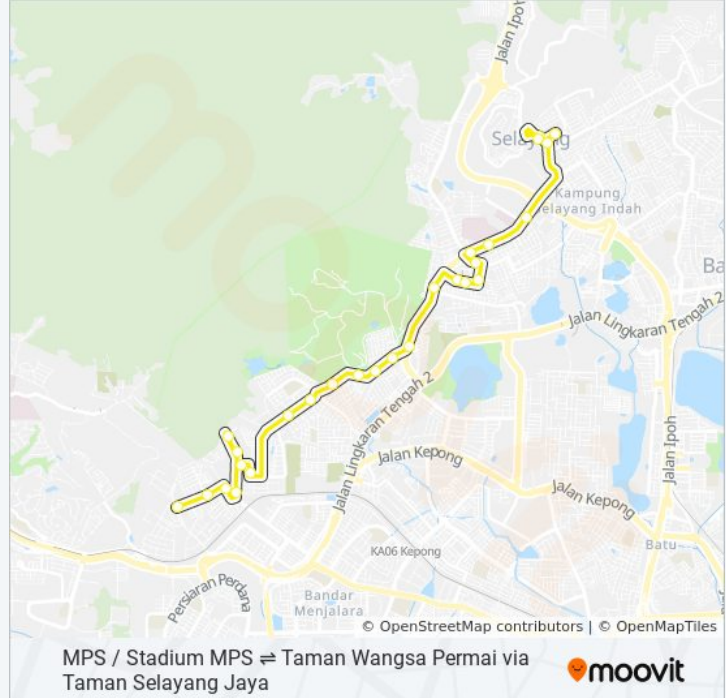 Jalan Ipoh
Selayang
Kampung
Selayang Indah
Ba
Jalan Lingkaran Tengah 2
Jalan Lingkaran Tengah 2
Jalan Kepong
Jalan Kepong
Jalan Ipoh
KA06 Kepong
Batu
Persiaran Perdana
Bandar
Menjalara
© OpenStreetMap contributors | © OpenMapTiles
MPS / Stadium MPS ⇌ Taman Wangsa Permai via
Taman Selayang Jaya
moovit